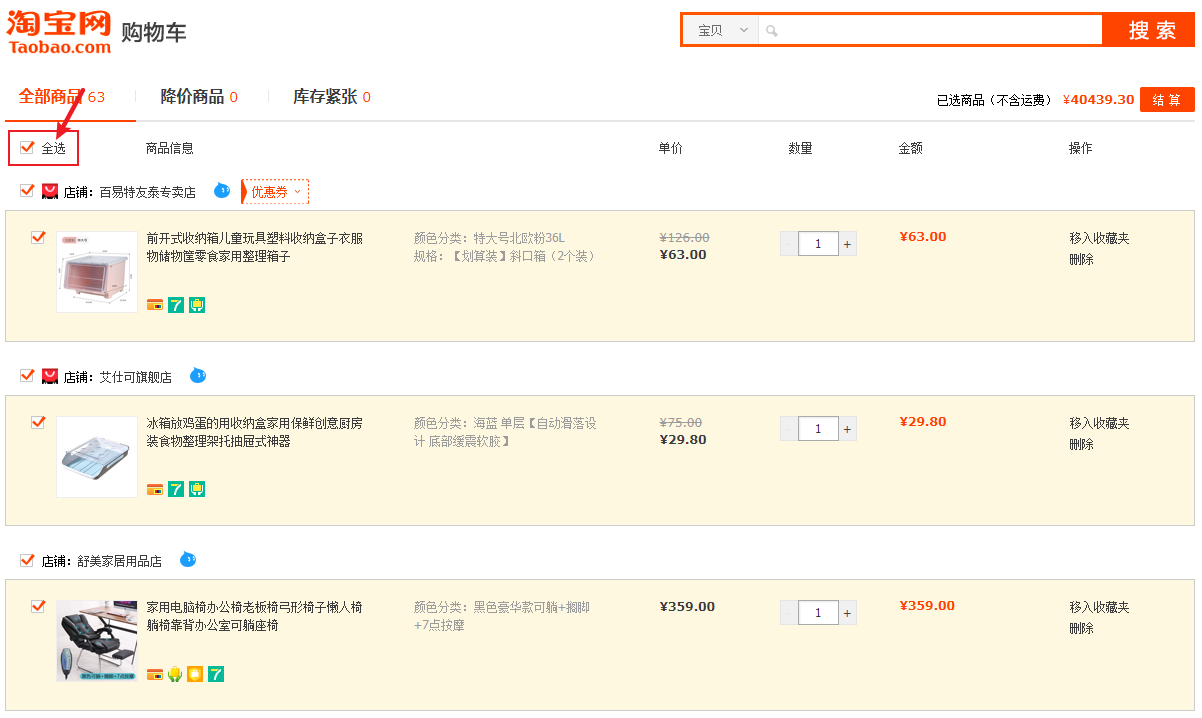 淘宝网
Taobao.com
购物车
宝贝
搜 索
全部商品 63
降价商品 0
库存紧张 0
已选商品（不含运费） ¥40439.30 结 算
全选 商品信息 单价 数量 金额 操作
店铺：百易特友泰专卖店 优惠券
前开式收纳箱儿童玩具塑料收纳盒子衣服
物储物筐零食家用整理箱子
颜色分类：特大号北欧粉36L
规格：【划算装】斜口箱（2个装）
¥126.00
¥63.00
- 1 +
¥63.00
移入收藏夹
删除
7
店铺：艾仕可旗舰店
冰箱放鸡蛋的用收纳盒家用保鲜创意厨房
装食物整理架托抽屉式神器
颜色分类：海蓝 单层【自动滑落设
计 底部缓震软胶】
¥75.00
¥29.80
- 1 +
¥29.80
移入收藏夹
删除
7
店铺：舒美家居用品店
家用电脑椅办公椅老板椅弓形椅子懒人椅
躺椅靠背办公室可躺座椅
颜色分类：黑色豪华款可躺+搁脚
+7点按摩
¥359.00
- 1 +
¥359.00
移入收藏夹
删除
7